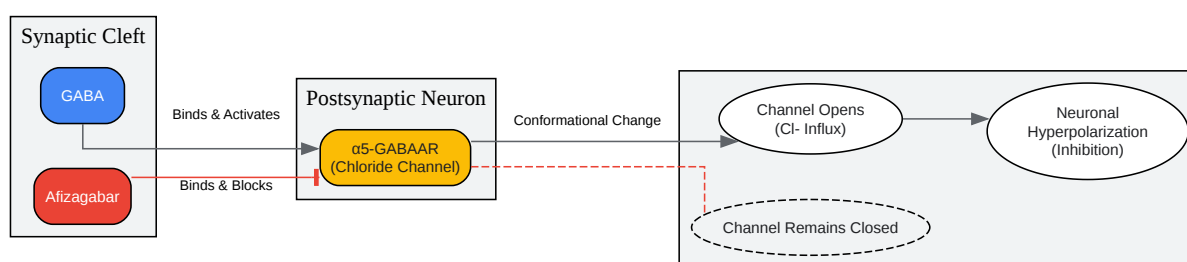 Synaptic Cleft
GABA
Afizagabar
Binds & Activates
Binds & Blocks
Postsynaptic Neuron
α5-GABAAR
(Chloride Channel)
Conformational Change
Channel Opens
(Cl- Influx)
Neuronal
Hyperpolarization
(Inhibition)
Channel Remains Closed